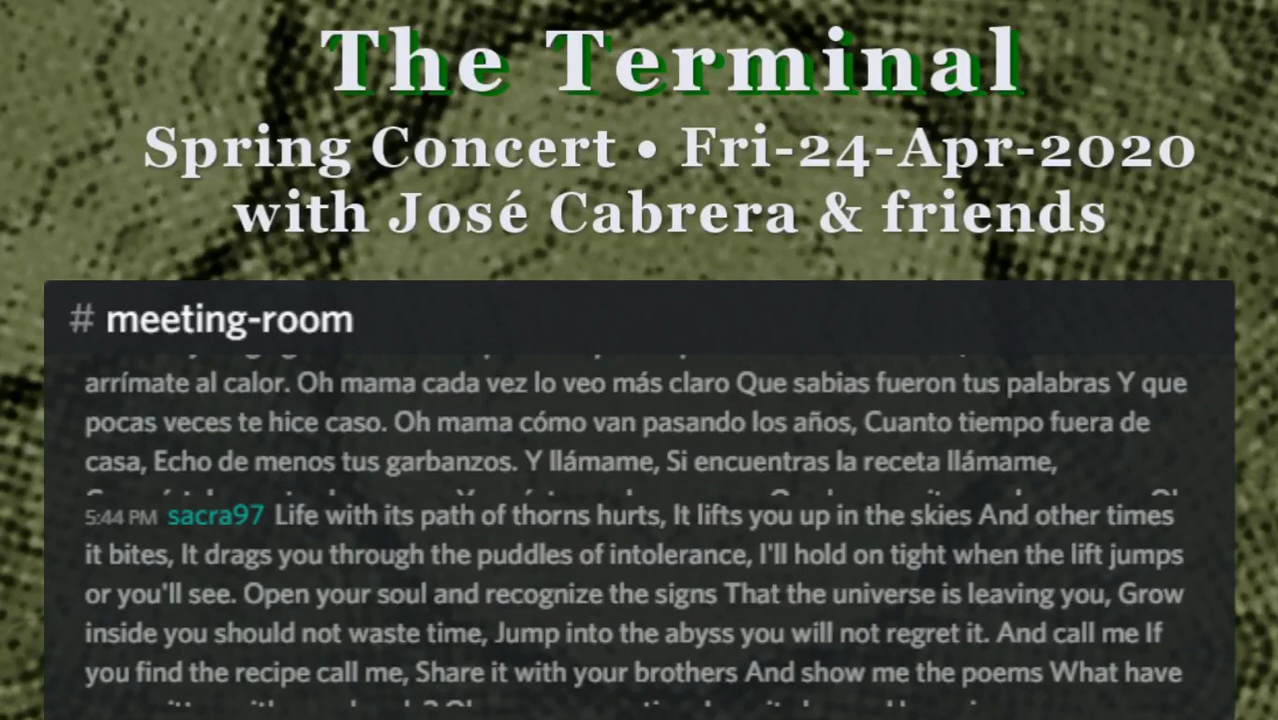 The Terminal
Spring Concert • Fri-24-Apr-2020
with José Cabrera & friends
# meeting-room
arrímate al calor. Oh mama cada vez lo veo más claro Que sabias fueron tus palabras Y que
pocas veces te hice caso. Oh mama cómo van pasando los años, Cuanto tiempo fuera de
casa, Echo de menos tus garbanzos. Y llámame, Si encuentras la receta llámame,
5:44 PM sacra97 Life with its path of thorns hurts, It lifts you up in the skies And other times
it bites, It drags you through the puddles of intolerance, I'll hold on tight when the lift jumps
or you'll see. Open your soul and recognize the signs That the universe is leaving you, Grow
inside you should not waste time, Jump into the abyss you will not regret it. And call me If
you find the recipe call me, Share it with your brothers And show me the poems What have